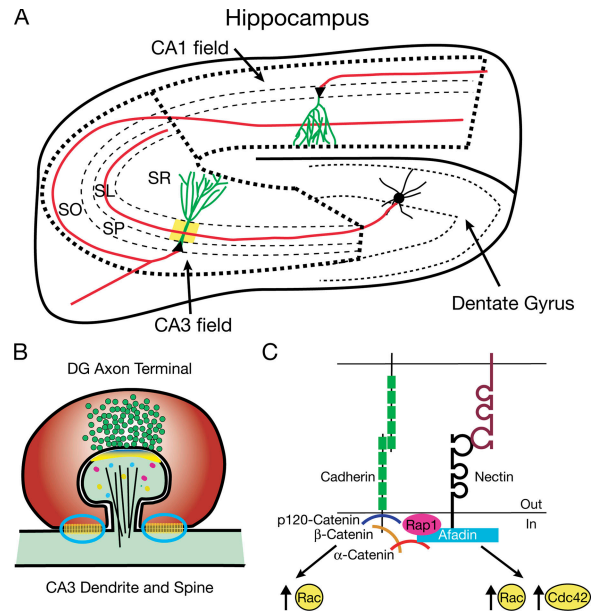 A
Hippocampus
CA1 field
SR
SL
SO
SP
CA3 field
Dentate Gyrus
B
DG Axon Terminal
CA3 Dendrite and Spine
C
Cadherin
Nectin
Out
In
p120-Catenin
Rap1
β-Catenin
Afadin
α-Catenin
Rac
Rac
Cdc42